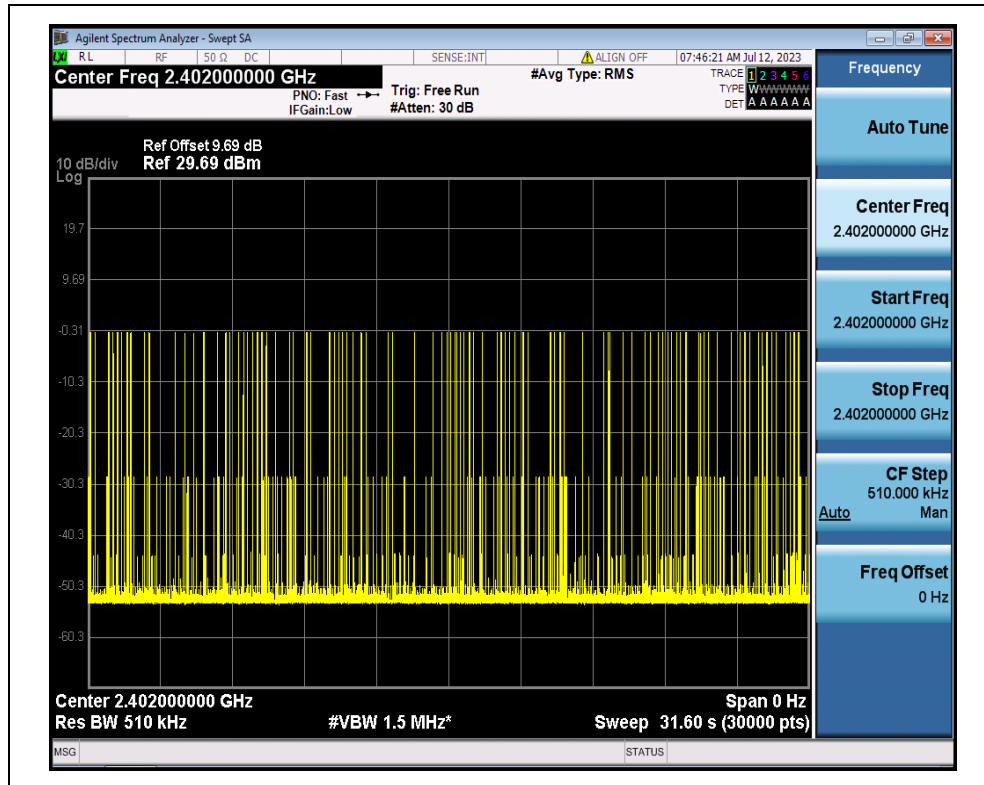 Agilent Spectrum Analyzer - Swept SA
LXI RL RF 50 Ω DC SENSE:INT ALIGN OFF 07:46:21 AM Jul 12, 2023
Center Freq 2.402000000 GHz
#Avg Type: RMS
TRACE 1 2 3 4 5 6
TYPE WWWWWW
DET A A A A A A
PNO: Fast
IFGain:Low
Trig: Free Run
#Atten: 30 dB
Ref Offset 9.69 dB
10 dB/div Ref 29.69 dBm
Log
19.7
9.69
-0.31
-10.3
-20.3
-30.3
-40.3
-50.3
-60.3
Center 2.402000000 GHz Span 0 Hz
Res BW 510 kHz #VBW 1.5 MHz* Sweep 31.60 s (30000 pts)
MSG STATUS
Frequency
Auto Tune
Center Freq
2.402000000 GHz
Start Freq
2.402000000 GHz
Stop Freq
2.402000000 GHz
CF Step
510.000 kHz
Auto Man
Freq Offset
0 Hz